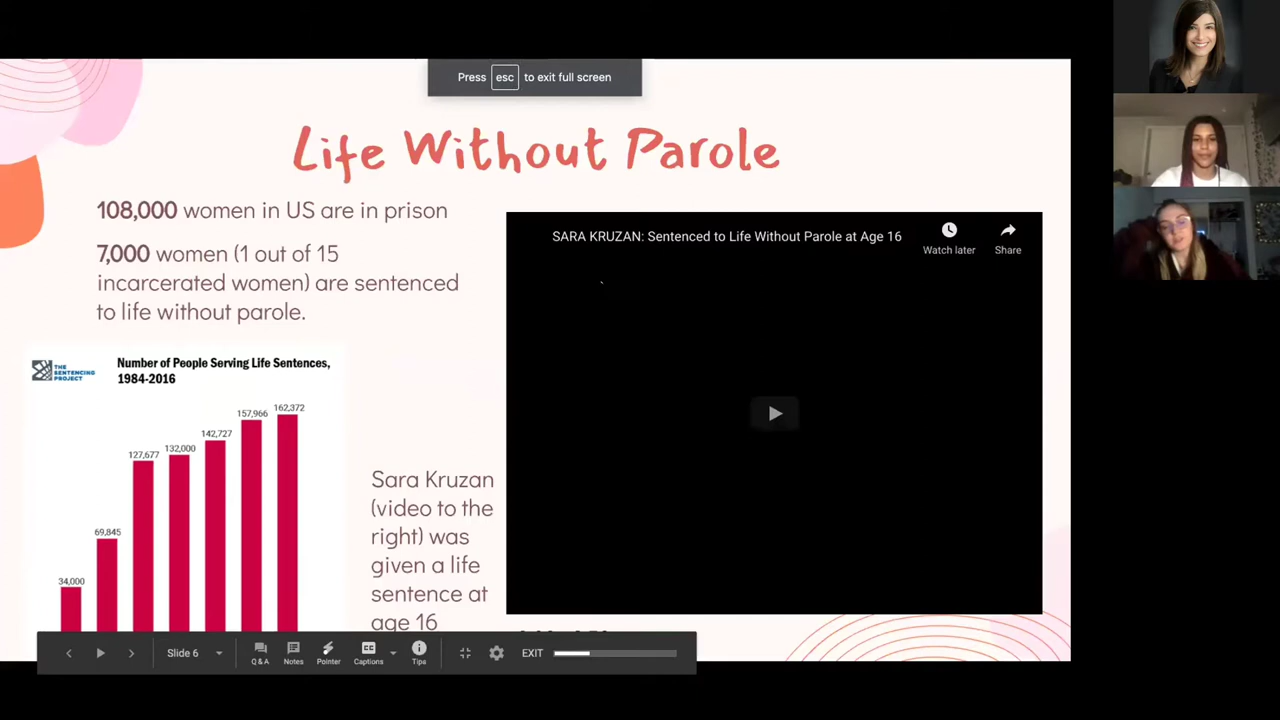 Press esc to exit full screen
Life Without Parole
108,000 women in US are in prison
7,000 women (1 out of 15
incarcerated women) are sentenced
to life without parole.
SARA KRUZAN: Sentenced to Life Without Parole at Age 16
Watch later
Share
THE
SENTENCING
PROJECT
Number of People Serving Life Sentences,
1984-2016
34,000
69,845
127,677
132,000
142,727
157,966
162,372
Sara Kruzan
(video to the
right) was
given a life
sentence at
age 16
Slide 6
Q & A
Notes
Pointer
Captions
Tips
EXIT